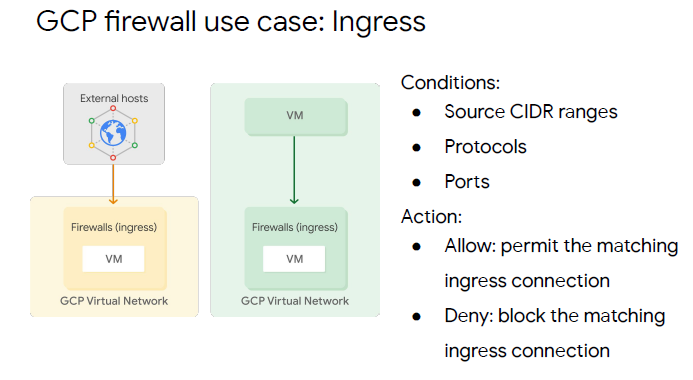 GCP firewall use case: Ingress
External hosts
Firewalls (ingress)
VM
GCP Virtual Network
VM
Firewalls (ingress)
VM
GCP Virtual Network
Conditions:
● Source CIDR ranges
● Protocols
● Ports
Action:
● Allow: permit the matching
ingress connection
● Deny: block the matching
ingress connection